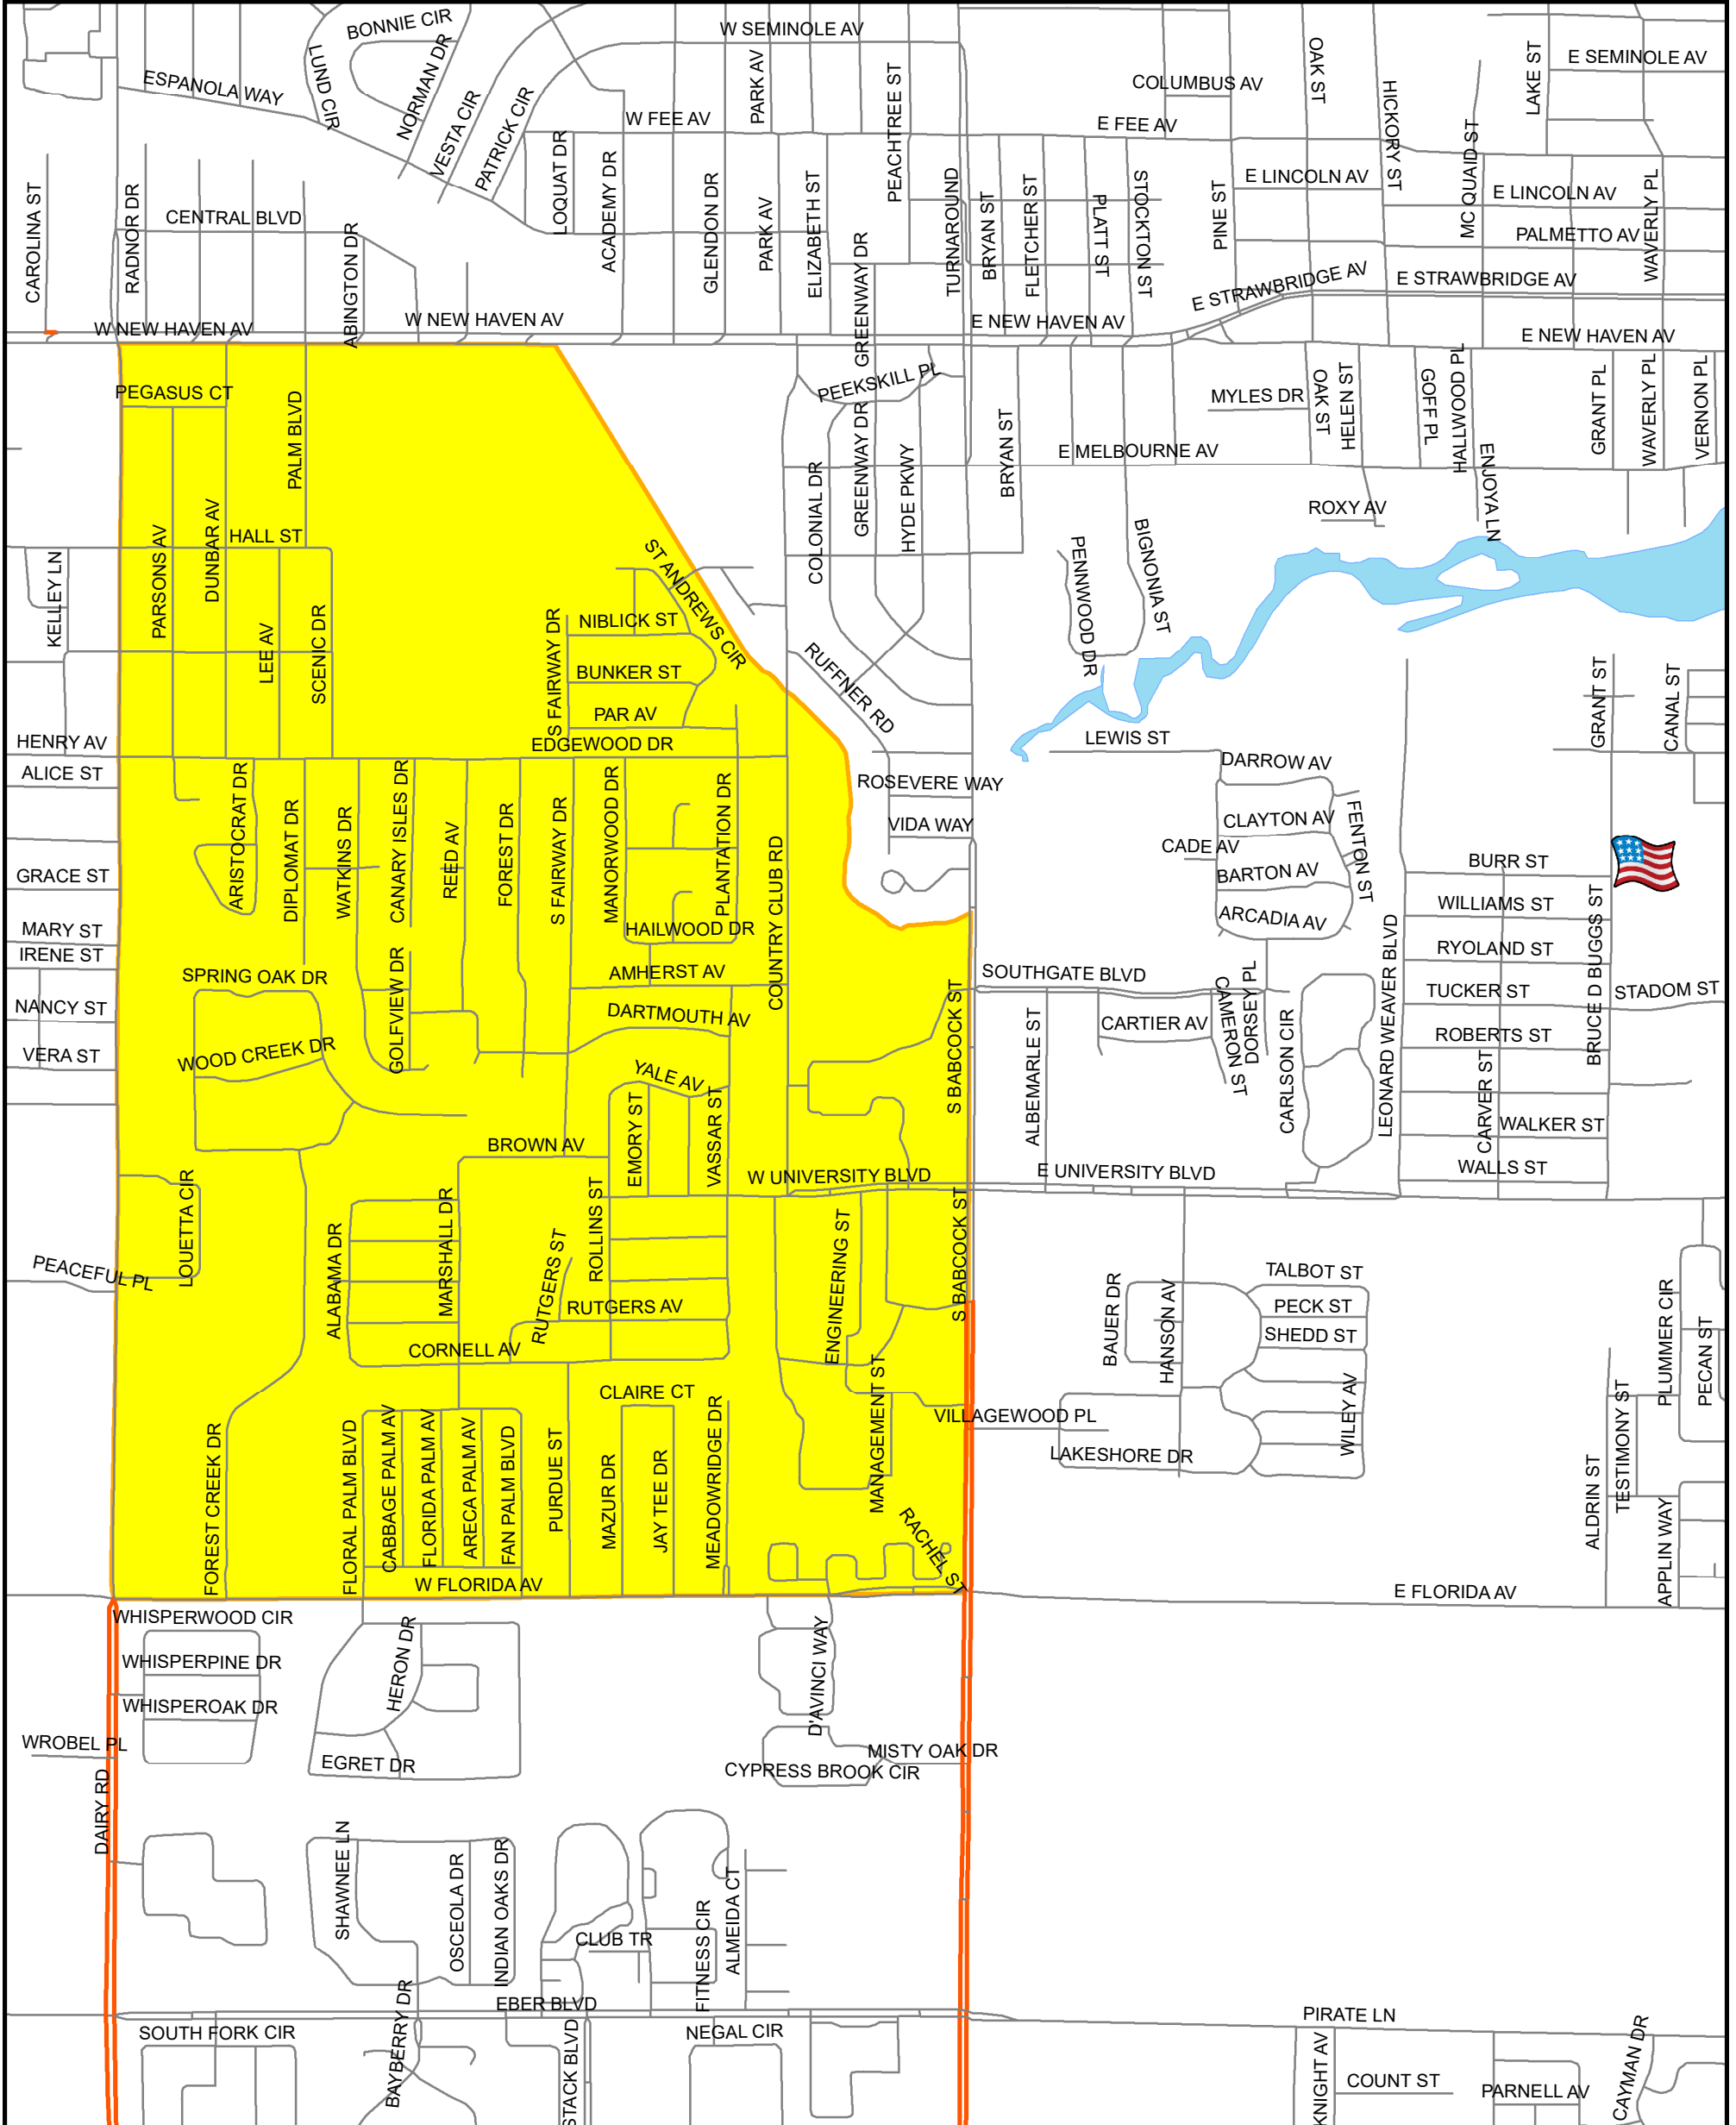 BONNIE CIR
W SEMINOLE AV
LUND CIR
NORMAN DR
ESPANOLA WAY
VESTA CIR
PATRICK CIR
W FEE AV
PARK AV
PEACHTREE ST
COLUMBUS AV
OAK ST
HICKORY ST
LAKE ST
E SEMINOLE AV
E FEE AV
MC QUAID ST
CAROLINA ST
RADNOR DR
CENTRAL BLVD
ABINGTON DR
LOQUAT DR
ACADEMY DR
GLENDON DR
PARK AV
ELIZABETH ST
GREENWAY DR
TURNAROUND
BRYAN ST
FLETCHER ST
PLATT ST
STOCKTON ST
PINE ST
E LINCOLN AV
E LINCOLN AV
PALMETTO AV
WAVERLY PL
E STRAWBRIDGE AV
E STRAWBRIDGE AV
W NEW HAVEN AV
W NEW HAVEN AV
E NEW HAVEN AV
E NEW HAVEN AV
PEGASUS CT
PALM BLVD
PEEKSKILL PL
MYLES DR
OAK ST
HELEN ST
GOFF PL
HALLWOOD PL
GRANT PL
WAVERLY PL
VERNON PL
BRYAN ST
E MELBOURNE AV
ENJOYA LN
ROXY AV
PARSONS AV
DUNBAR AV
HALL ST
COLONIAL DR
GREENWAY DR
HYDE PKWY
PENNWOOD DR
BIGNONIA ST
KELLEY LN
LEE AV
SCENIC DR
S FAIRWAY DR
NIBLICK ST
ST ANDREWS CIR
BUNKER ST
PAR AV
RUFFNER RD
GRANT ST
CANAL ST
HENRY AV
EDGEWOOD DR
LEWIS ST
ALICE ST
DARROW AV
ROSEVERE WAY
ARISTOCRAT DR
DIPLOMAT DR
WATKINS DR
CANARY ISLES DR
REED AV
FOREST DR
S FAIRWAY DR
MANORWOOD DR
PLANTATION DR
COUNTRY CLUB RD
VIDA WAY
CLAYTON AV
CADE AV
FENTON ST
BARTON AV
ARCADIA AV
BURR ST
WILLIAMS ST
GRACE ST
MARY ST
IRENE ST
HAILWOOD DR
RYOLAND ST
BRUCE D BUGGS ST
LEONARD WEAVER BLVD
SPRING OAK DR
GOLFVIEW DR
AMHERST AV
SOUTHGATE BLVD
CAMERON ST
DORSEY PL
TUCKER ST
STADOM ST
NANCY ST
DARTMOUTH AV
S BABCOCK ST
ALBEMARLE ST
CARTIER AV
CARLSON CIR
ROBERTS ST
VERA ST
WOOD CREEK DR
YALE AV
EMORY ST
VASSAR ST
CARVER ST
WALKER ST
BROWN AV
W UNIVERSITY BLVD
E UNIVERSITY BLVD
WALLS ST
LOUETTA CIR
PEACEFUL PL
ALABAMA DR
MARSHALL DR
RUTGERS ST
ROLLINS ST
RUTGERS AV
CORNELL AV
ENGINEERING ST
S BABCOCK ST
BAUER DR
HANSON AV
TALBOT ST
PECK ST
SHEDD ST
WILEY AV
PLUMMER CIR
PECAN ST
CLAIRE CT
MANAGEMENT ST
VILLAGEWOOD PL
LAKESHORE DR
FOREST CREEK DR
FLORAL PALM BLVD
CABBAGE PALM AV
FLORIDA PALM AV
ARECA PALM AV
FAN PALM BLVD
PURDUE ST
MAZUR DR
JAY TEE DR
MEADOWRIDGE DR
RACHEL ST
ALDRIN ST
TESTIMONY ST
APPLIN WAY
W FLORIDA AV
E FLORIDA AV
WHISPERWOOD CIR
WHISPERPINE DR
WHISPEROAK DR
HERON DR
D'AVINCI WAY
WROBEL PL
EGRET DR
MISTY OAK DR
CYPRESS BROOK CIR
DAIRY RD
SHAWNEE LN
OSCEOLA DR
INDIAN OAKS DR
CLUB TR
FITNESS CIR
ALMEIDA CT
BAYBERRY DR
EBER BLVD
PIRATE LN
SOUTH FORK CIR
STACK BLVD
NEGAL CIR
KNIGHT AV
COUNT ST
PARNELL AV
CAYMAN DR